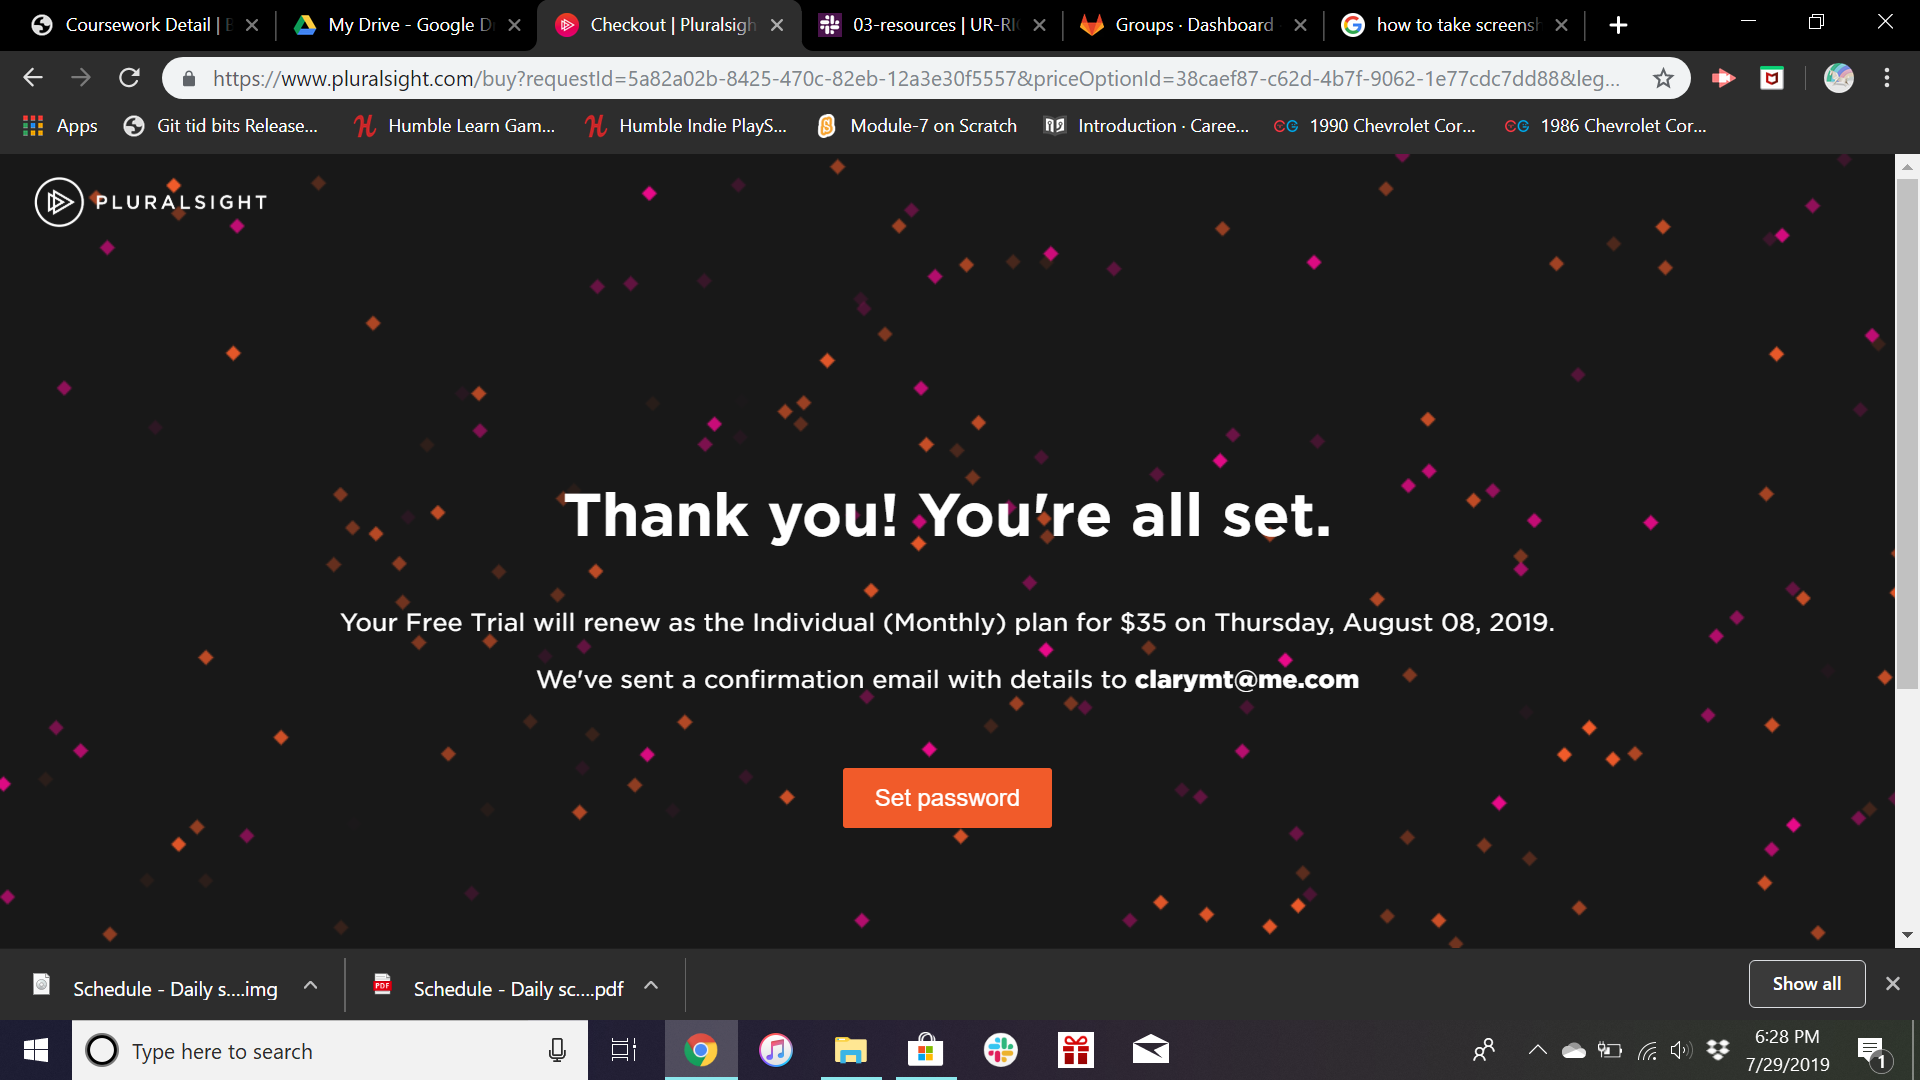 Coursework Detail |
My Drive - Google D
Checkout | Pluralsigh
03-resources | UR-RI
Groups · Dashboard
how to take screensh
https://www.pluralsight.com/buy?requestId=5a82a02b-8425-470c-82eb-12a3e30f5557&priceOptionId=38caef87-c62d-4b7f-9062-1e77cdc7dd88&leg...
Apps
Git tid bits Release...
Humble Learn Gam...
Humble Indie PlayS...
Module-7 on Scratch
Introduction · Caree...
1990 Chevrolet Cor...
1986 Chevrolet Cor...
PLURALSIGHT
Thank you! You're all set.
Your Free Trial will renew as the Individual (Monthly) plan for $35 on Thursday, August 08, 2019.
We've sent a confirmation email with details to clarymt@me.com
Set password
Schedule - Daily s....img
Schedule - Daily sc....pdf
Show all
Type here to search
6:28 PM
7/29/2019
1